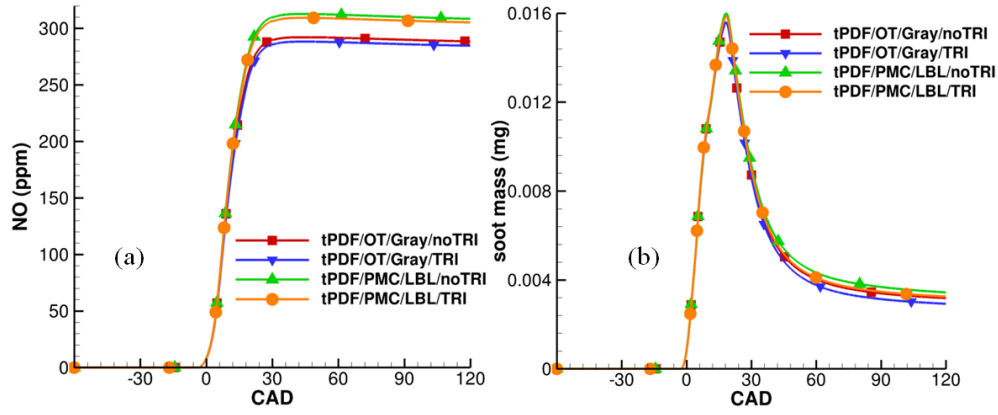 NO (ppm)
300
250
200
150
100
50
0
-30
0
30
60
90
120
CAD
(a)
tPDF/OT/Gray/noTRI
tPDF/OT/Gray/TRI
tPDF/PMC/LBL/noTRI
tPDF/PMC/LBL/TRI
soot mass (mg)
0.016
0.012
0.008
0.004
0
-30
0
30
60
90
120
CAD
(b)
tPDF/OT/Gray/noTRI
tPDF/OT/Gray/TRI
tPDF/PMC/LBL/noTRI
tPDF/PMC/LBL/TRI